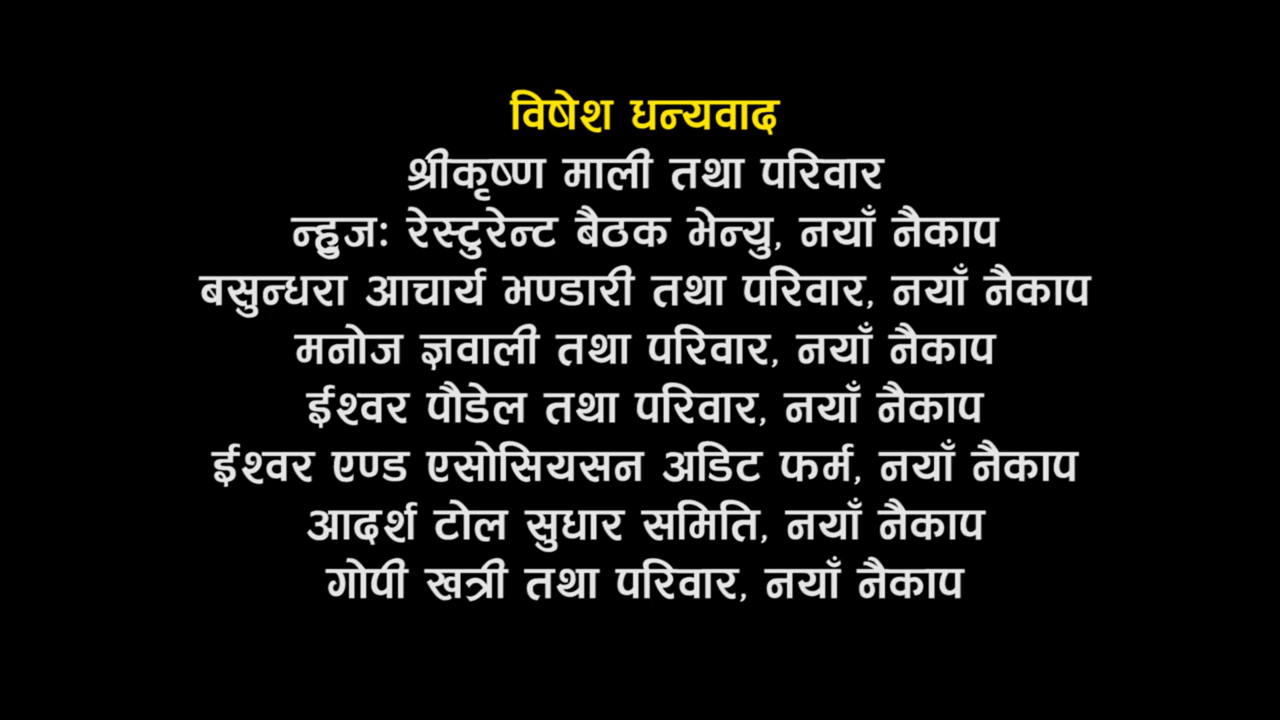 विषेश धन्यवाद
श्रीकृष्ण माली तथा परिवार
न्ह्रुजः रेस्टुरेन्ट बैठक भेन्यु, नयाँ नैकाप
बसुन्धरा आचार्य भण्डारी तथा परिवार, नयाँ नैकाप
मनोज ज्ञवाली तथा परिवार, नयाँ नैकाप
ईश्वर पौडेल तथा परिवार, नयाँ नैकाप
ईश्वर एण्ड एसोसियसन अडिट फर्म, नयाँ नैकाप
आदर्श टोल सुधार समिति, नयाँ नैकाप
गोपी खत्री तथा परिवार, नयाँ नैकाप